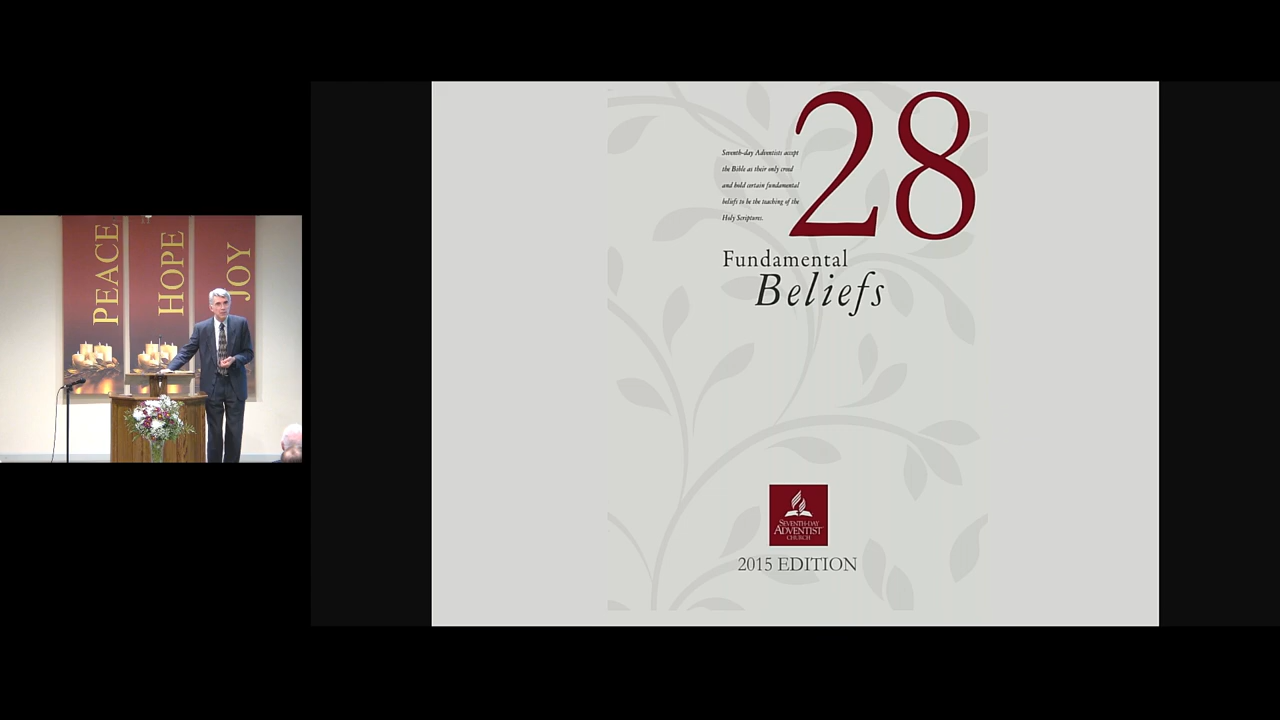 PEACE
HOPE
JOY
28
Seventh-day Adventists accept
the Bible as their only creed
and hold certain fundamental
beliefs to be the teaching of the
Holy Scriptures.
Fundamental
Beliefs
SEVENTH-DAY
ADVENTIST
CHURCH
2015 EDITION